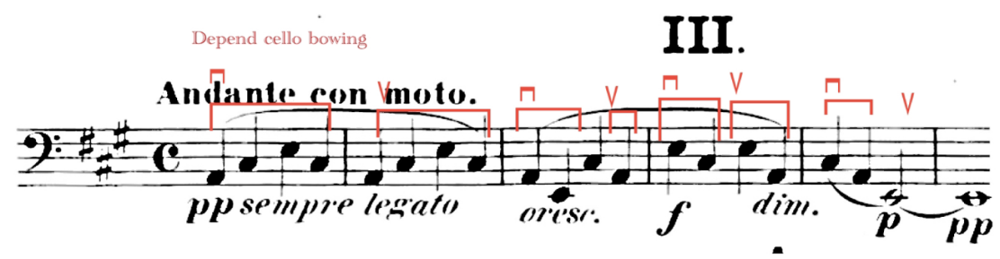 III.
Depend cello bowing
Andante con moto.
pp sempre legato cresc. f dim. p pp